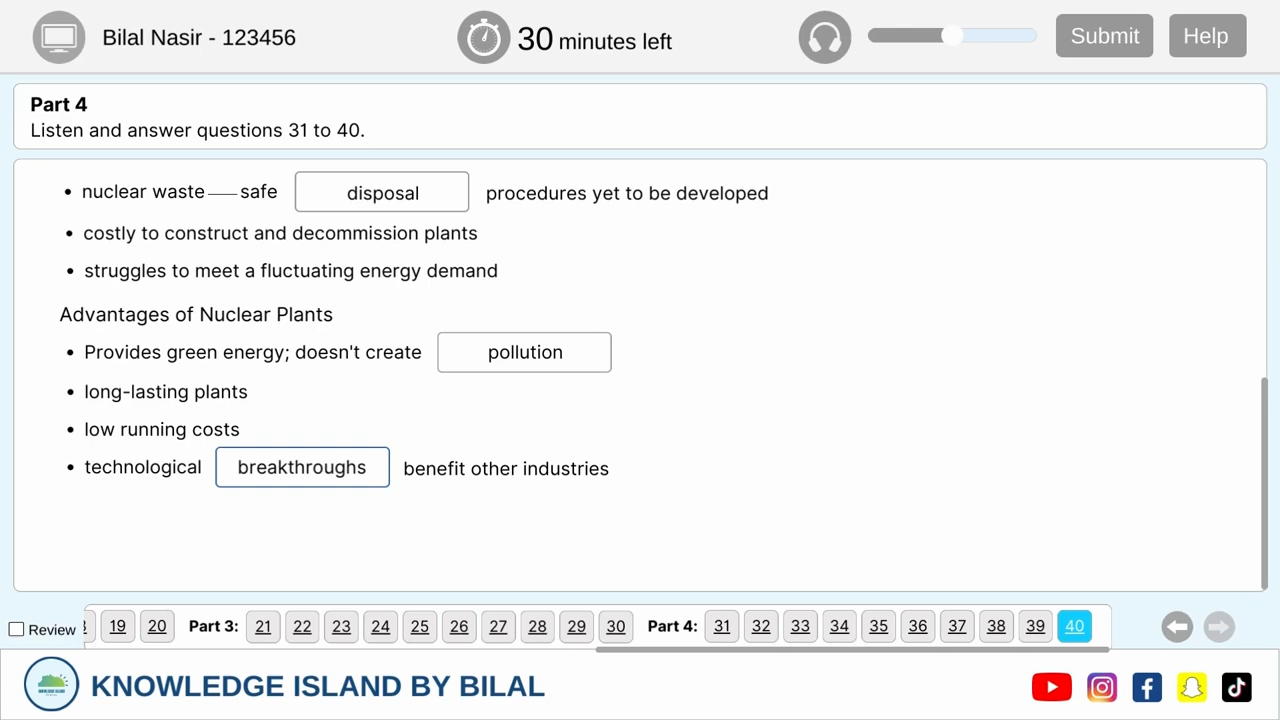 Bilal Nasir - 123456
30 minutes left
Submit
Help
Part 4
Listen and answer questions 31 to 40.
• nuclear waste — safe disposal procedures yet to be developed
• costly to construct and decommission plants
• struggles to meet a fluctuating energy demand
Advantages of Nuclear Plants
• Provides green energy; doesn't create pollution
• long-lasting plants
• low running costs
• technological breakthroughs benefit other industries
Review 19 20 Part 3: 21 22 23 24 25 26 27 28 29 30 Part 4: 31 32 33 34 35 36 37 38 39 40
KNOWLEDGE ISLAND BY BILAL